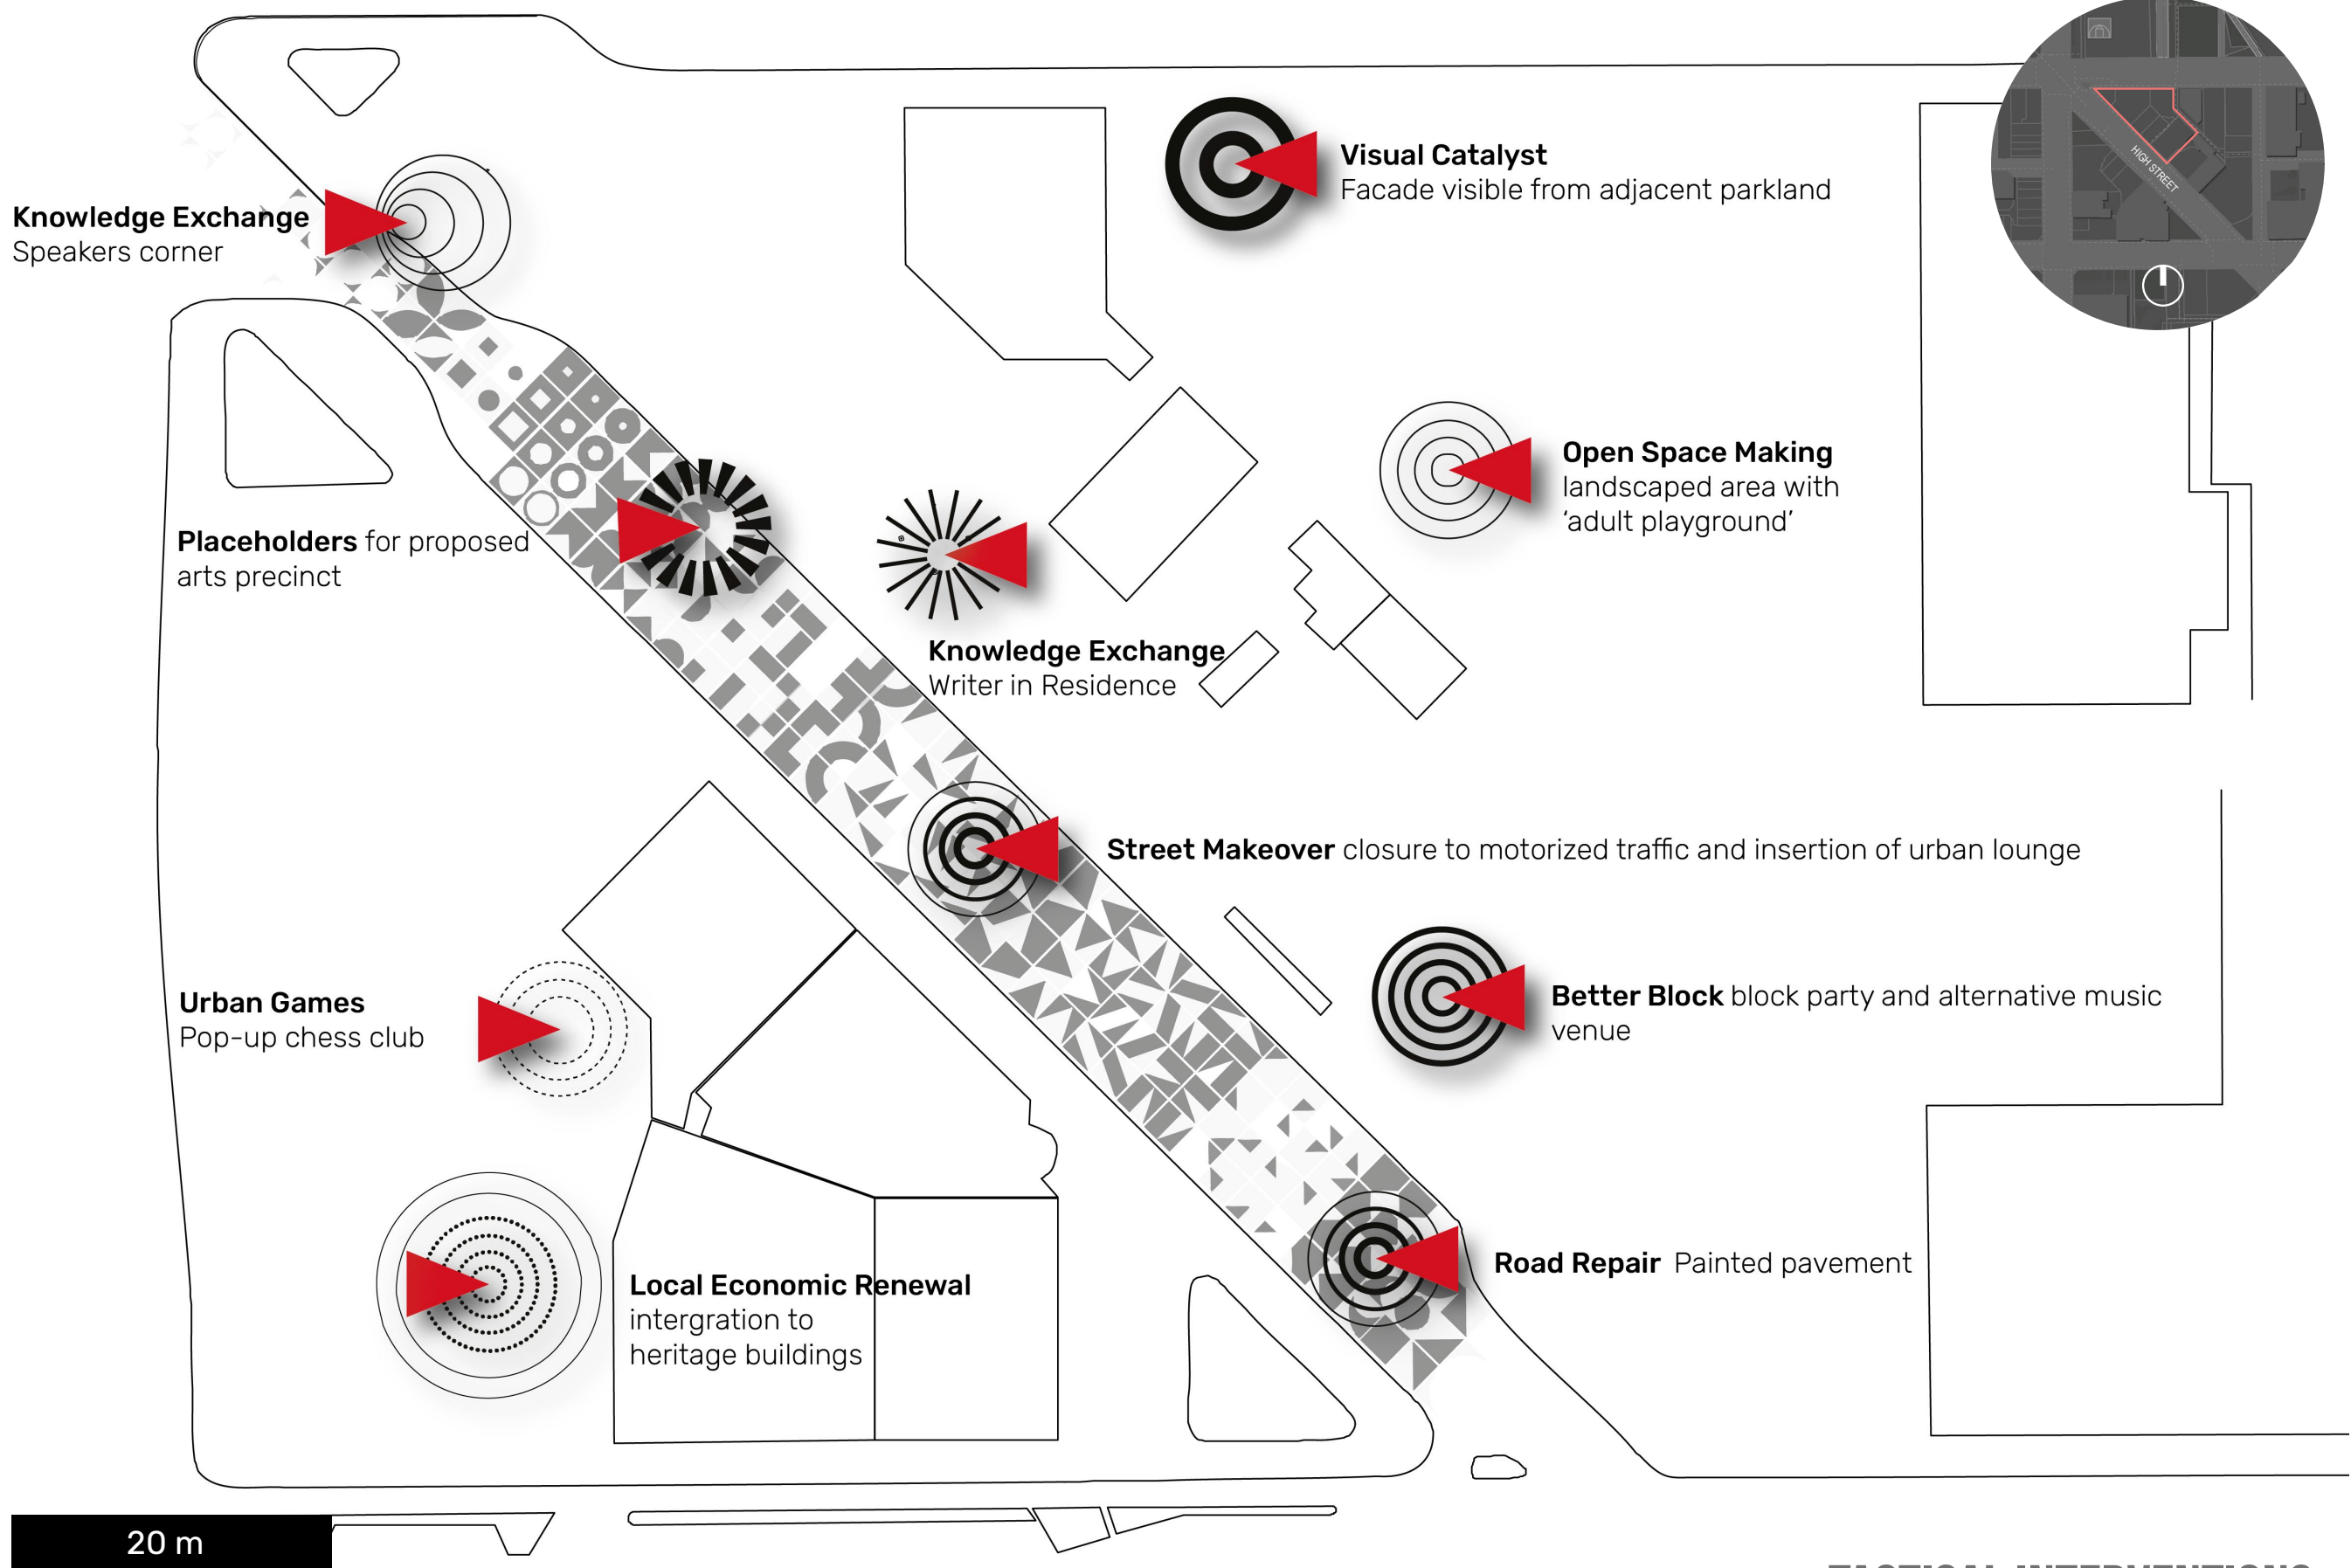 HIGH STREET
Visual Catalyst
Facade visible from adjacent parkland
Knowledge Exchange
Speakers corner
Open Space Making
landscaped area with
‘adult playground’
Placeholders for proposed
arts precinct
Knowledge Exchange
Writer in Residence
Street Makeover closure to motorized traffic and insertion of urban lounge
Better Block block party and alternative music
venue
Urban Games
Pop-up chess club
Road Repair Painted pavement
Local Economic Renewal
intergration to
heritage buildings
20 m
TACTICAL INTERVENTIONS